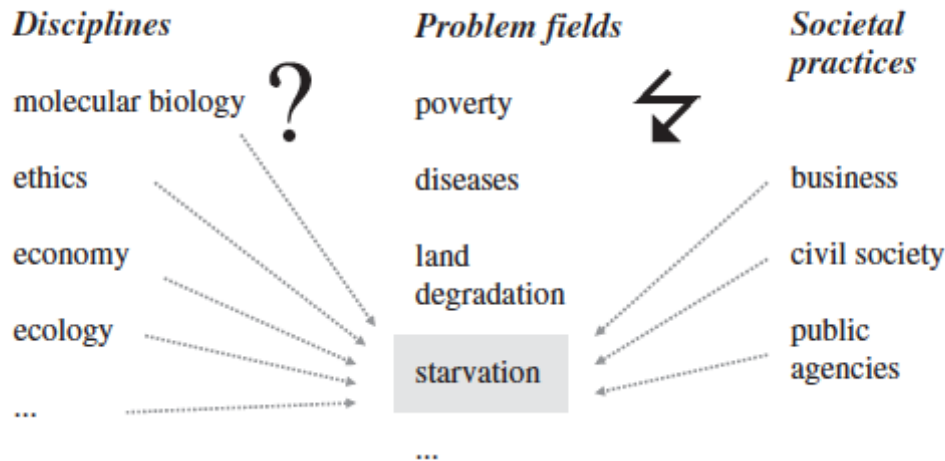 Disciplines
Problem fields
Societal
practices
molecular biology
?
poverty
ethics
diseases
business
economy
land
degradation
civil society
ecology
starvation
public
agencies
...
...